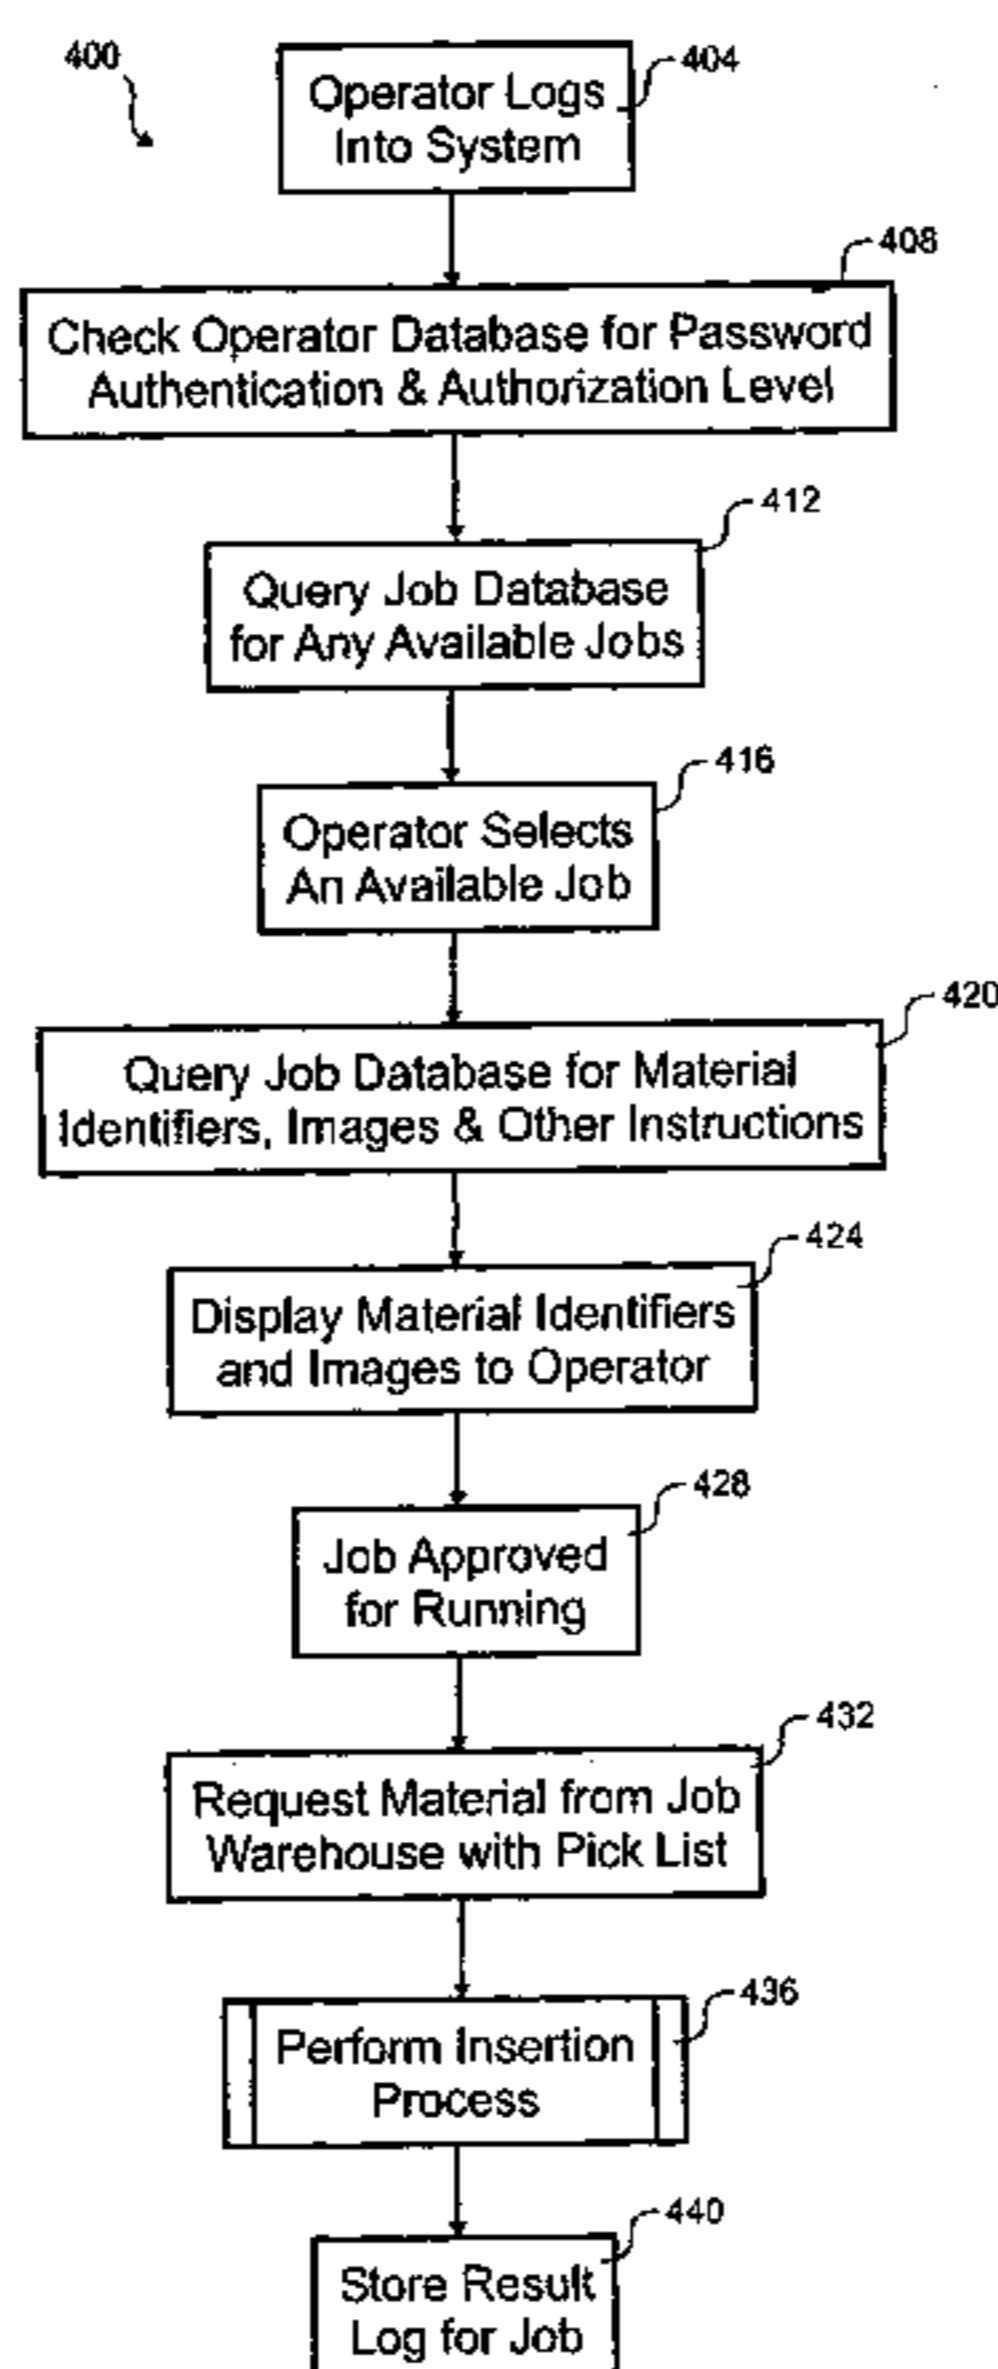 400
404
Operator Logs
Into System
408
Check Operator Database for Password
Authentication & Authorization Level
412
Query Job Database
for Any Available Jobs
416
Operator Selects
An Available Job
420
Query Job Database for Material
Identifiers, Images & Other Instructions
424
Display Material Identifiers
and Images to Operator
428
Job Approved
for Running
432
Request Material from Job
Warehouse with Pick List
436
Perform Insertion
Process
440
Store Result
Log for Job